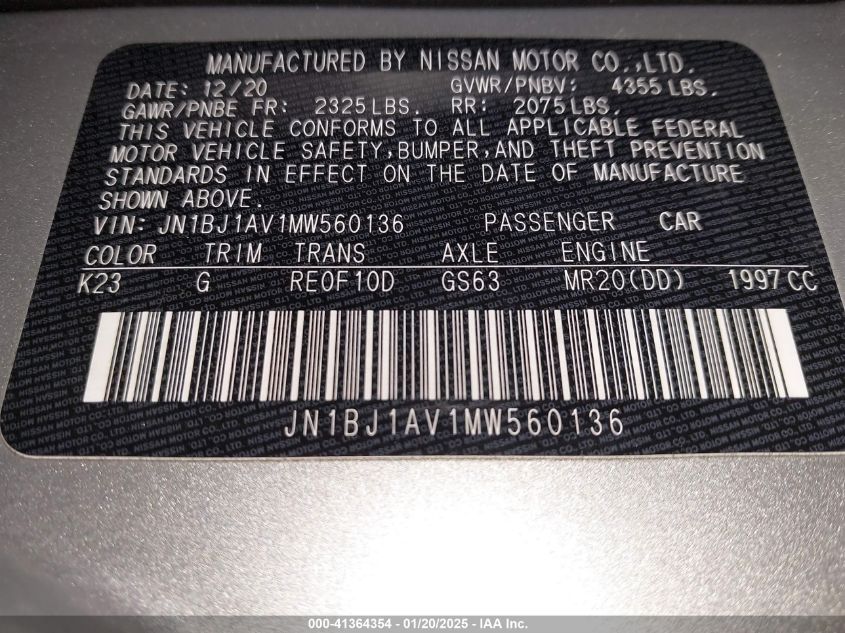 MANUFACTURED BY NISSAN MOTOR CO.,LTD.
DATE: 12/20 GVWR/PNBV: 4355 LBS.
GAWR/PNBE FR: 2325 LBS. RR: 2075 LBS.
THIS VEHICLE CONFORMS TO ALL APPLICABLE FEDERAL
MOTOR VEHICLE SAFETY,BUMPER,AND THEFT PREVENTION
STANDARDS IN EFFECT ON THE DATE OF MANUFACTURE
SHOWN ABOVE.
VIN: JN1BJ1AV1MW560136 PASSENGER CAR
COLOR TRIM TRANS AXLE ENGINE
K23 G RE0F10D GS63 MR20(DD) 1997 CC
JN1BJ1AV1MW560136
000-41364354 - 01/20/2025 - IAA Inc.